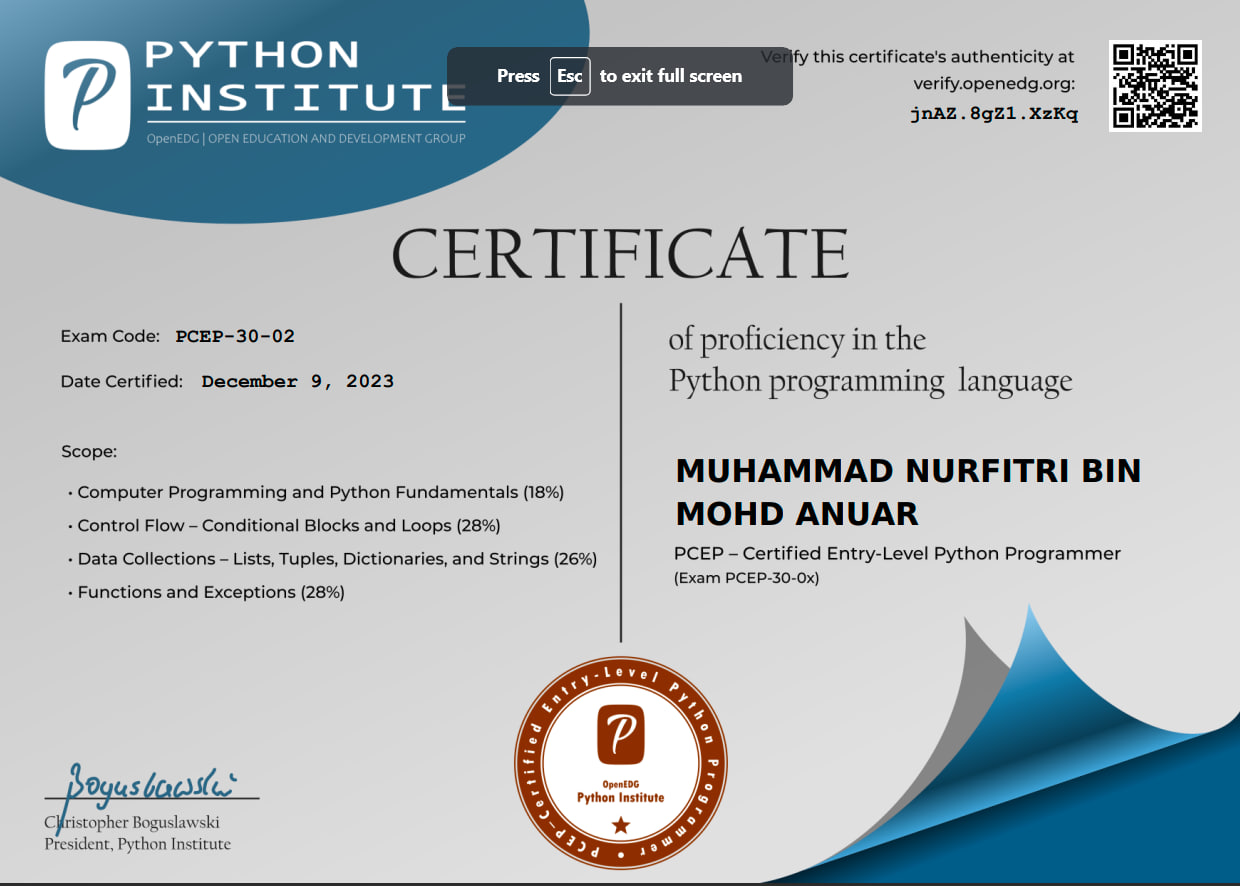 PYTHON
INSTITUTE
OpenEDG | OPEN EDUCATION AND DEVELOPMENT GROUP
Press Esc to exit full screen
Verify this certificate's authenticity at
verify.openedg.org:
jnAZ.8gZ1.XzKq
CERTIFICATE
Exam Code: PCEP-30-02
Date Certified: December 9, 2023
Scope:
• Computer Programming and Python Fundamentals (18%)
• Control Flow – Conditional Blocks and Loops (28%)
• Data Collections – Lists, Tuples, Dictionaries, and Strings (26%)
• Functions and Exceptions (28%)
of proficiency in the
Python programming language
MUHAMMAD NURFITRI BIN
MOHD ANUAR
PCEP – Certified Entry-Level Python Programmer
(Exam PCEP-30-0x)
Boguslawski
Christopher Boguslawski
President, Python Institute
PCEP-Certified Entry-Level Python Programmer •
OpenEDG
Python Institute